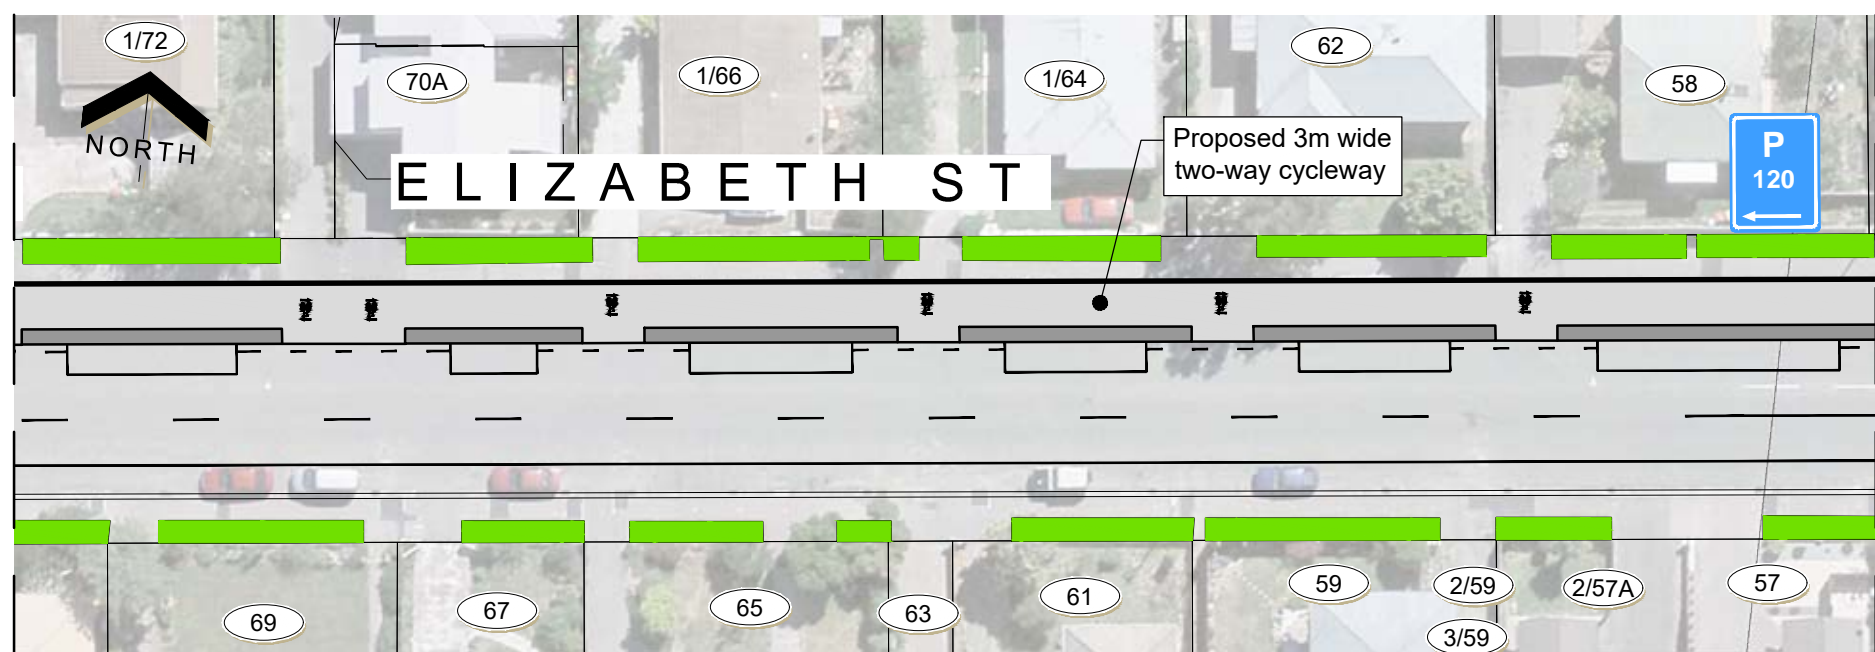 1/72
70A
1/66
1/64
62
58
NORTH
ELIZABETH ST
Proposed 3m wide
two-way cycleway
P
120
69
67
65
63
61
59
2/59
3/59
2/57A
57